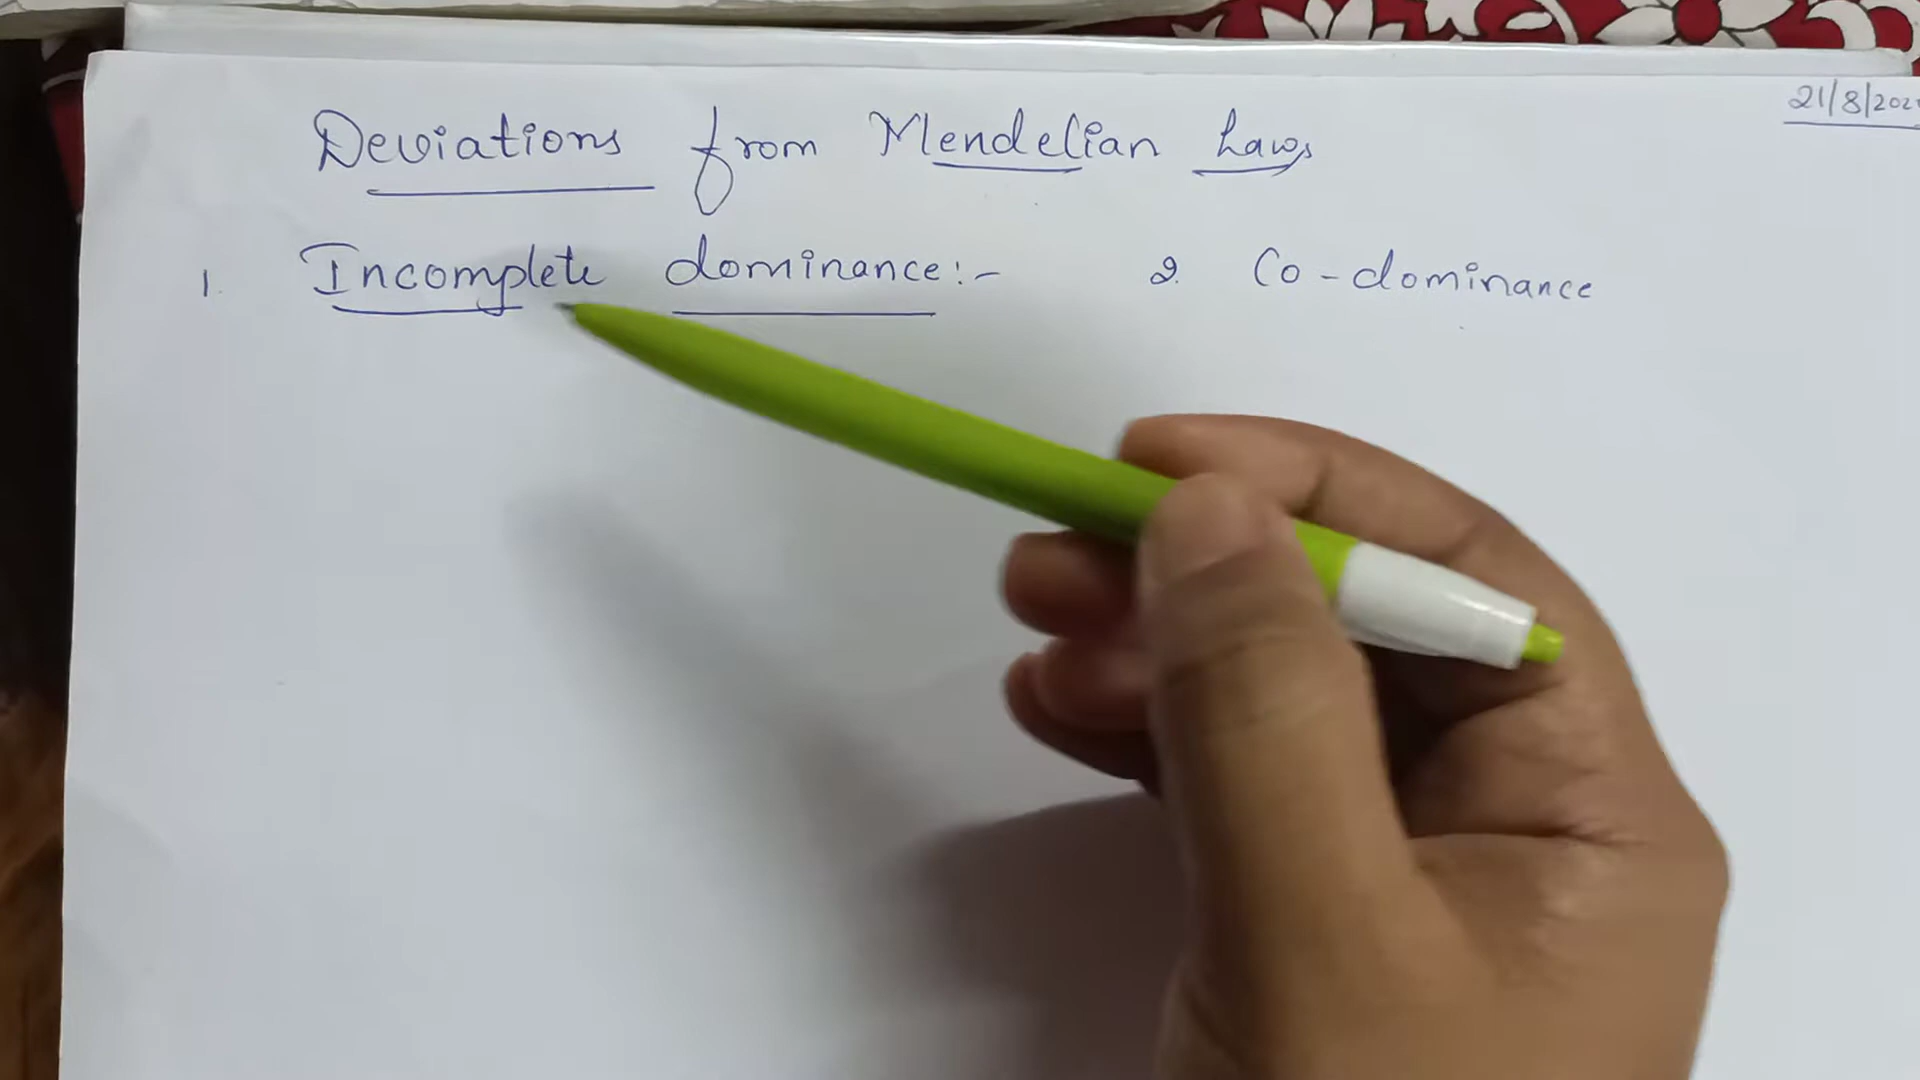 21/8/202
Deviations from Mendelian Laws
1. Incomplete dominance:- 2. Co-dominance